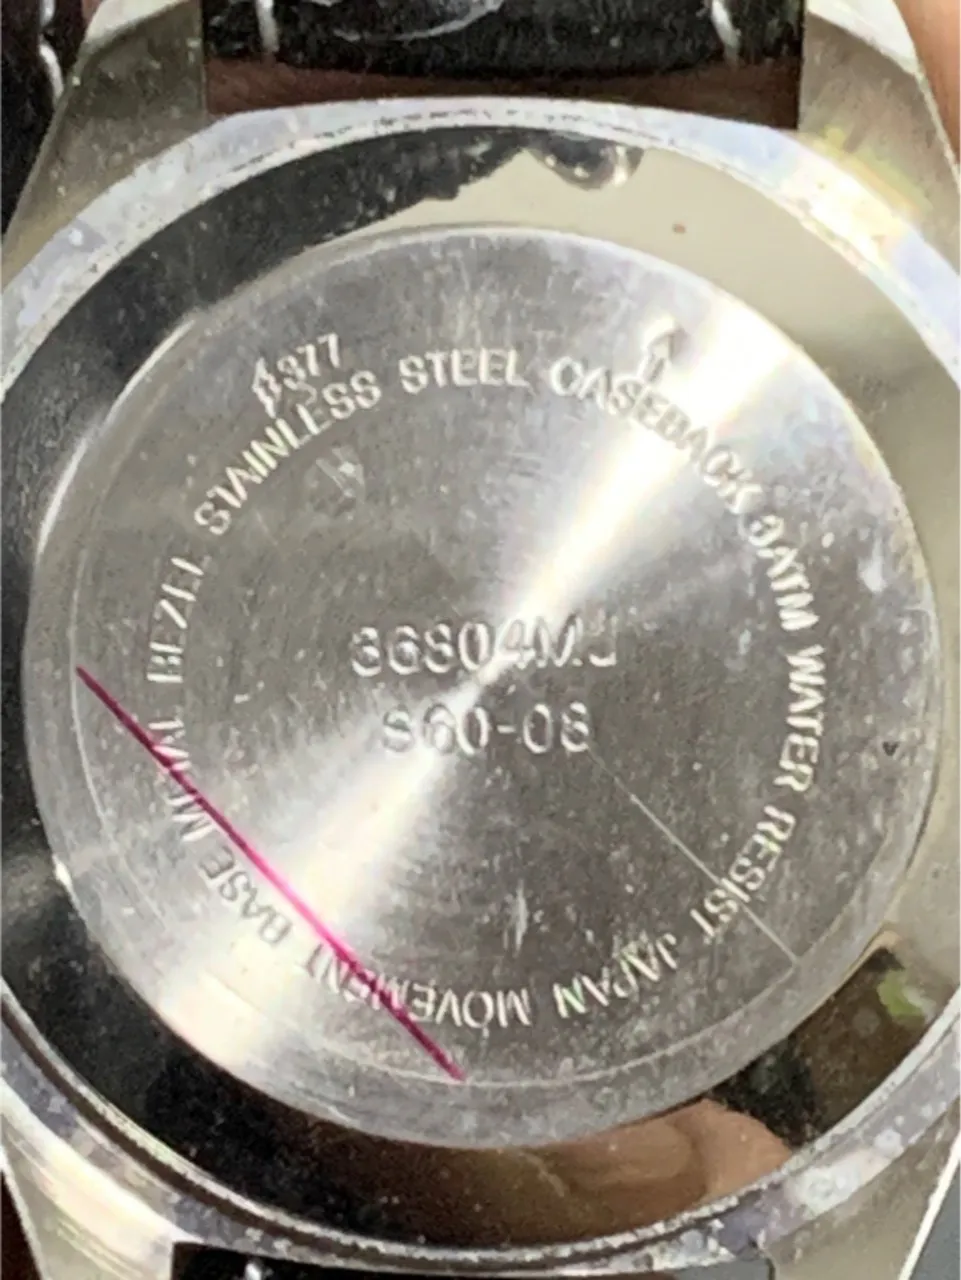 377
STAINLESS STEEL CASEBACK 3ATM WATER RESIST JAPAN MOVEMENT BASE METAL BEZEL
36804MJ
S60-08